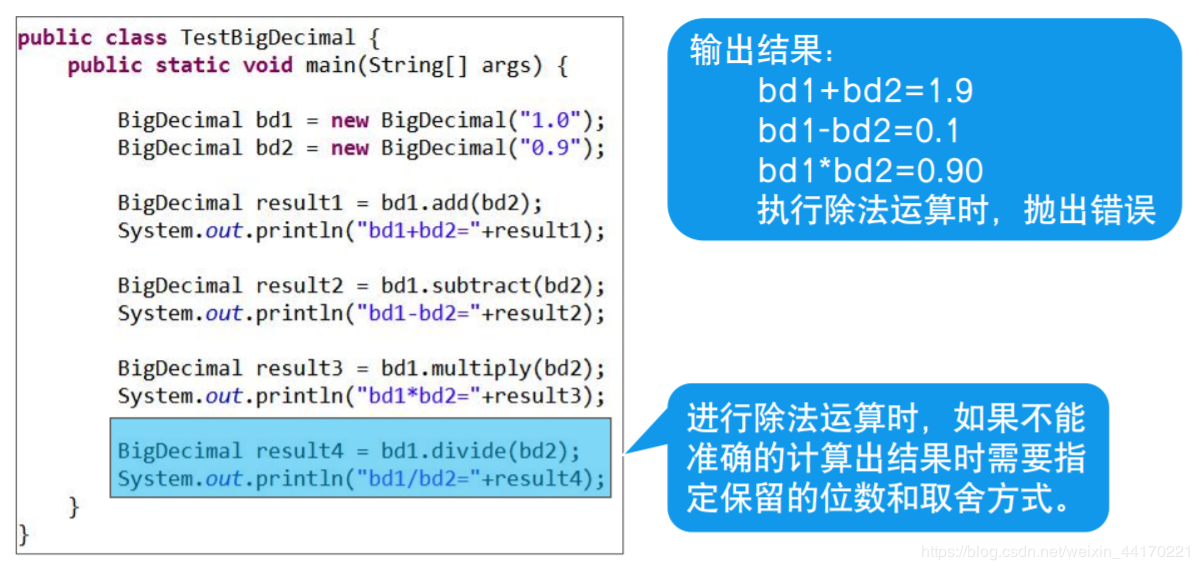 public class TestBigDecimal {
public static void main(String[] args) {
BigDecimal bd1 = new BigDecimal("1.0");
BigDecimal bd2 = new BigDecimal("0.9");
BigDecimal result1 = bd1.add(bd2);
System.out.println("bd1+bd2="+result1);
BigDecimal result2 = bd1.subtract(bd2);
System.out.println("bd1-bd2="+result2);
BigDecimal result3 = bd1.multiply(bd2);
System.out.println("bd1*bd2="+result3);
BigDecimal result4 = bd1.divide(bd2);
System.out.println("bd1/bd2="+result4);
}
}
输出结果:
bd1+bd2=1.9
bd1-bd2=0.1
bd1*bd2=0.90
执行除法运算时，抛出错误
进行除法运算时，如果不能
准确的计算出结果时需要指
定保留的位数和取舍方式。
https://blog.csdn.net/weixin_44170221